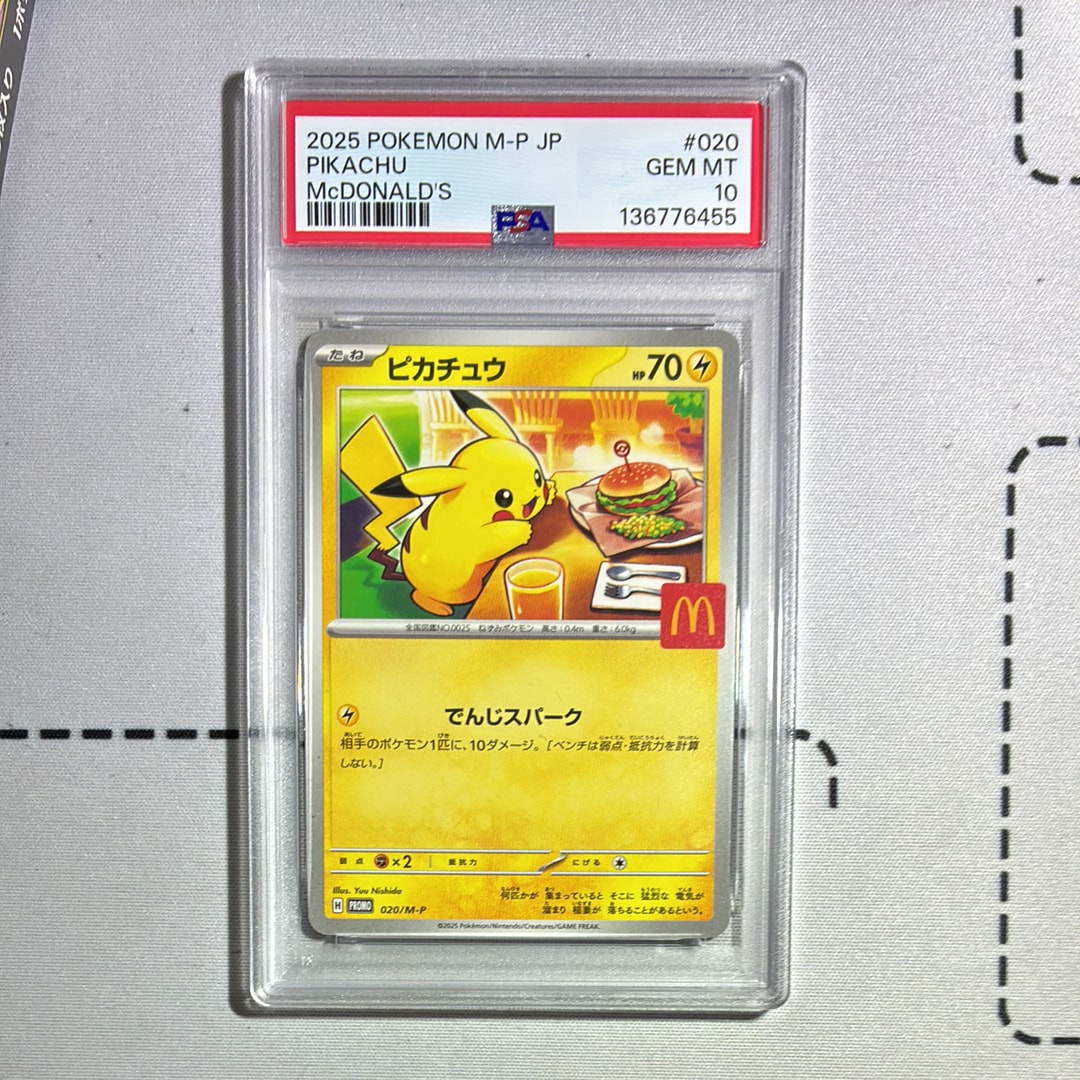 2025 POKEMON M-P JP #020
PIKACHU GEM MT
McDONALD'S 10
PSA 136776455
たね ピカチュウ HP70
全国図鑑NO.0025 ねずみポケモン 高さ:0.4m 重さ:6.0kg
M
でんじスパーク
相手のポケモン1匹に、10ダメージ。[ベンチは弱点・抵抗力を計算
しない。]
弱点 ×2 抵抗力 にげる
Illus. Yuu Nishida
何匹かが 集まっていると そこに 猛烈な 電気が
溜まり 稲妻が 落ちることがあるという。
H PROMO 020/M-P
©2025 Pokémon/Nintendo/Creatures/GAME FREAK.